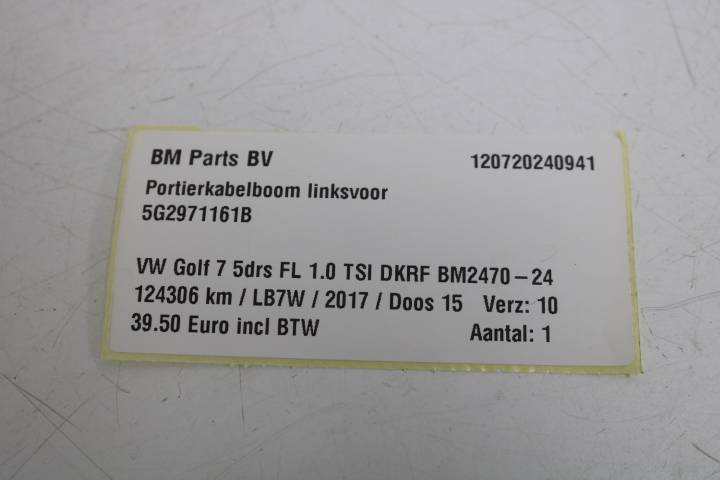 BM Parts BV 120720240941
Portierkabelboom linksvoor
5G2971161B
VW Golf 7 5drs FL 1.0 TSI DKRF BM2470-24
124306 km / LB7W / 2017 / Doos 15 Verz: 10
39.50 Euro incl BTW Aantal: 1